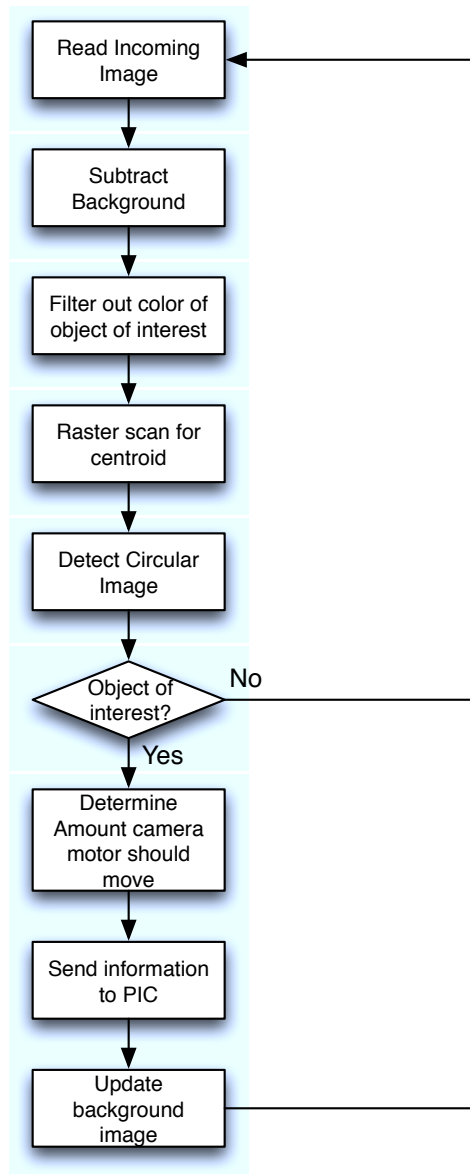 Read Incoming
Image
Subtract
Background
Filter out color of
object of interest
Raster scan for
centroid
Detect Circular
Image
Object of
interest?
No
Yes
Determine
Amount camera
motor should
move
Send information
to PIC
Update
background
image